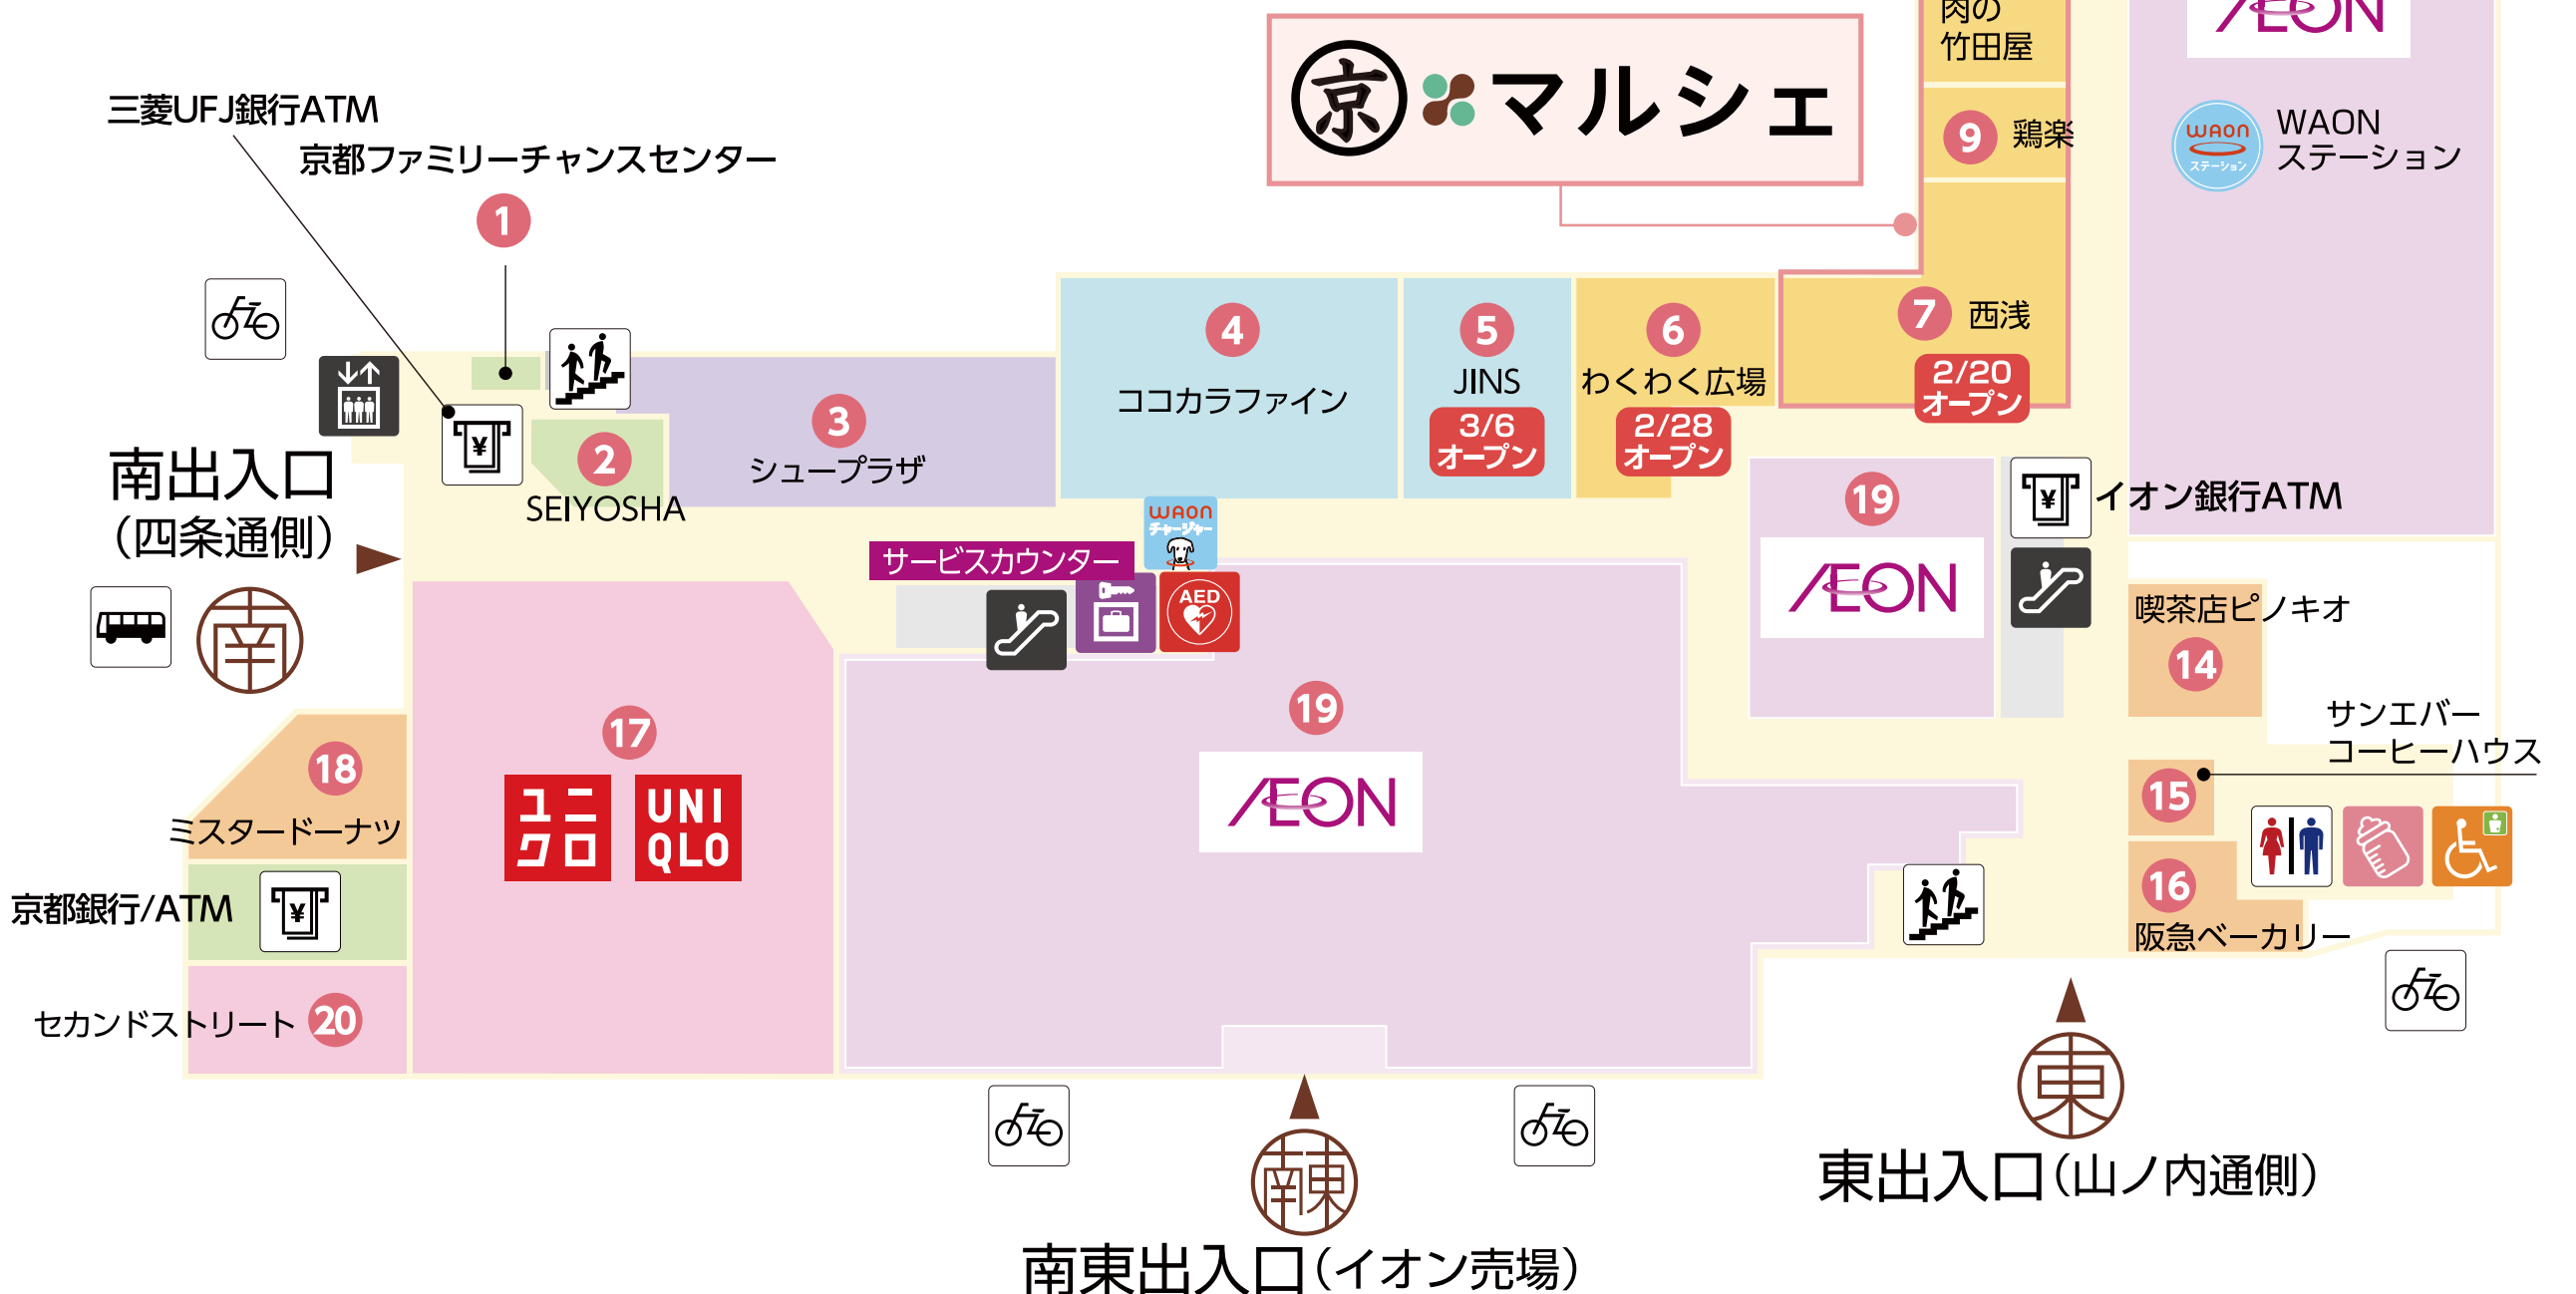 三菱UFJ銀行ATM
京都ファミリーチャンスセンター
1
京 マルシェ
肉の
竹田屋
9 鶏楽
ÆON
WAON
ステーション
WAON
ステーション
7 西浅
2/20
オープン
4
ココカラファイン
5
JINS
3/6
オープン
6
わくわく広場
2/28
オープン
3
シュープラザ
2
SEIYOSHA
¥
南出入口
(四条通側)
南
サービスカウンター
WAON
チャージャー
AED
19
ÆON
¥
イオン銀行ATM
喫茶店ピノキオ
14
サンエバー
コーヒーハウス
15
16
阪急ベーカリー
17
ユニ
クロ
UNI
QLO
19
ÆON
18
ミスタードーナツ
京都銀行/ATM
¥
セカンドストリート 20
東
東出入口(山ノ内通側)
南東
南東出入口(イオン売場)